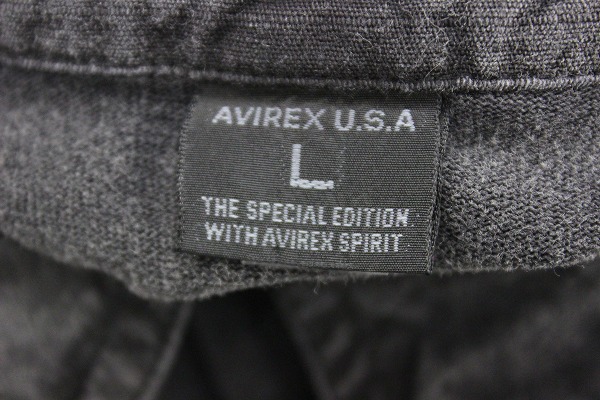 AVIREX U.S.A
L
THE SPECIAL EDITION
WITH AVIREX SPIRIT